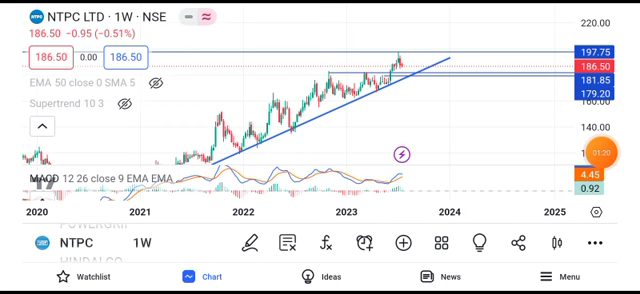 NTPC LTD · 1W · NSE
186.50 −0.95 (−0.51%)
186.50 0.00 186.50
EMA 50 close 0 SMA 5
Supertrend 10 3
220.00
197.75
186.50
181.85
179.20
160.00
140.00
01:20
MACD 12 26 close 9 EMA EMA
4.45
0.92
2020 2021 2022 2023 2024 2025
POWERGRID
NTPC 1W
HINDALCO
Watchlist Chart Ideas News Menu